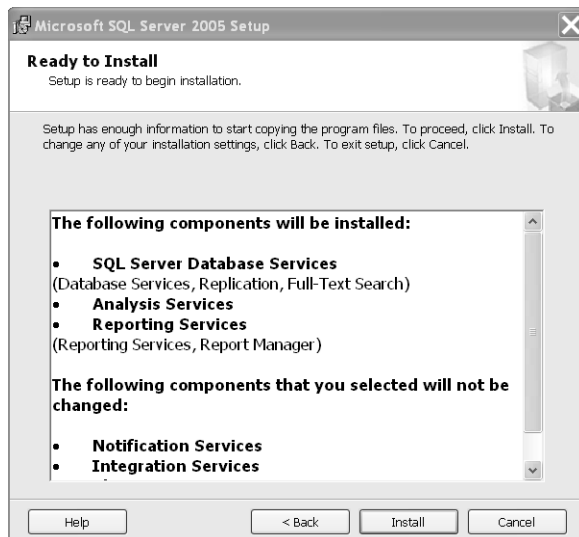 Microsoft SQL Server 2005 Setup
Ready to Install
Setup is ready to begin installation.
Setup has enough information to start copying the program files. To proceed, click Install. To
change any of your installation settings, click Back. To exit setup, click Cancel.
The following components will be installed:
• SQL Server Database Services
(Database Services, Replication, Full-Text Search)
• Analysis Services
• Reporting Services
(Reporting Services, Report Manager)
The following components that you selected will not be
changed:
• Notification Services
• Integration Services
Help < Back Install Cancel